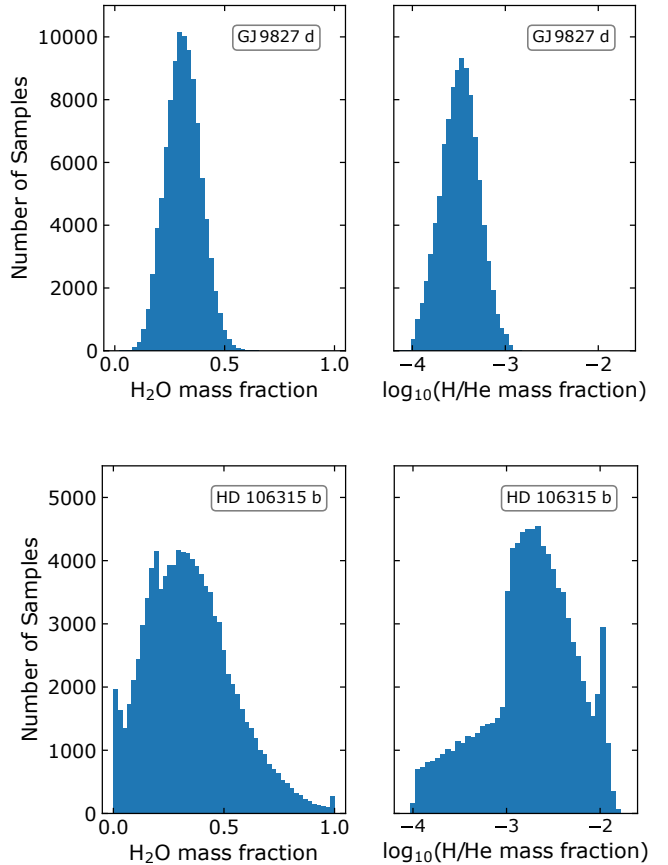 GJ 9827 d
GJ 9827 d
Number of Samples
10000
8000
6000
4000
2000
0
0.0 0.5 1.0
−4 −3 −2
H₂O mass fraction
log₁₀(H/He mass fraction)
HD 106315 b
HD 106315 b
Number of Samples
5000
4000
3000
2000
1000
0
0.0 0.5 1.0
−4 −3 −2
H₂O mass fraction
log₁₀(H/He mass fraction)